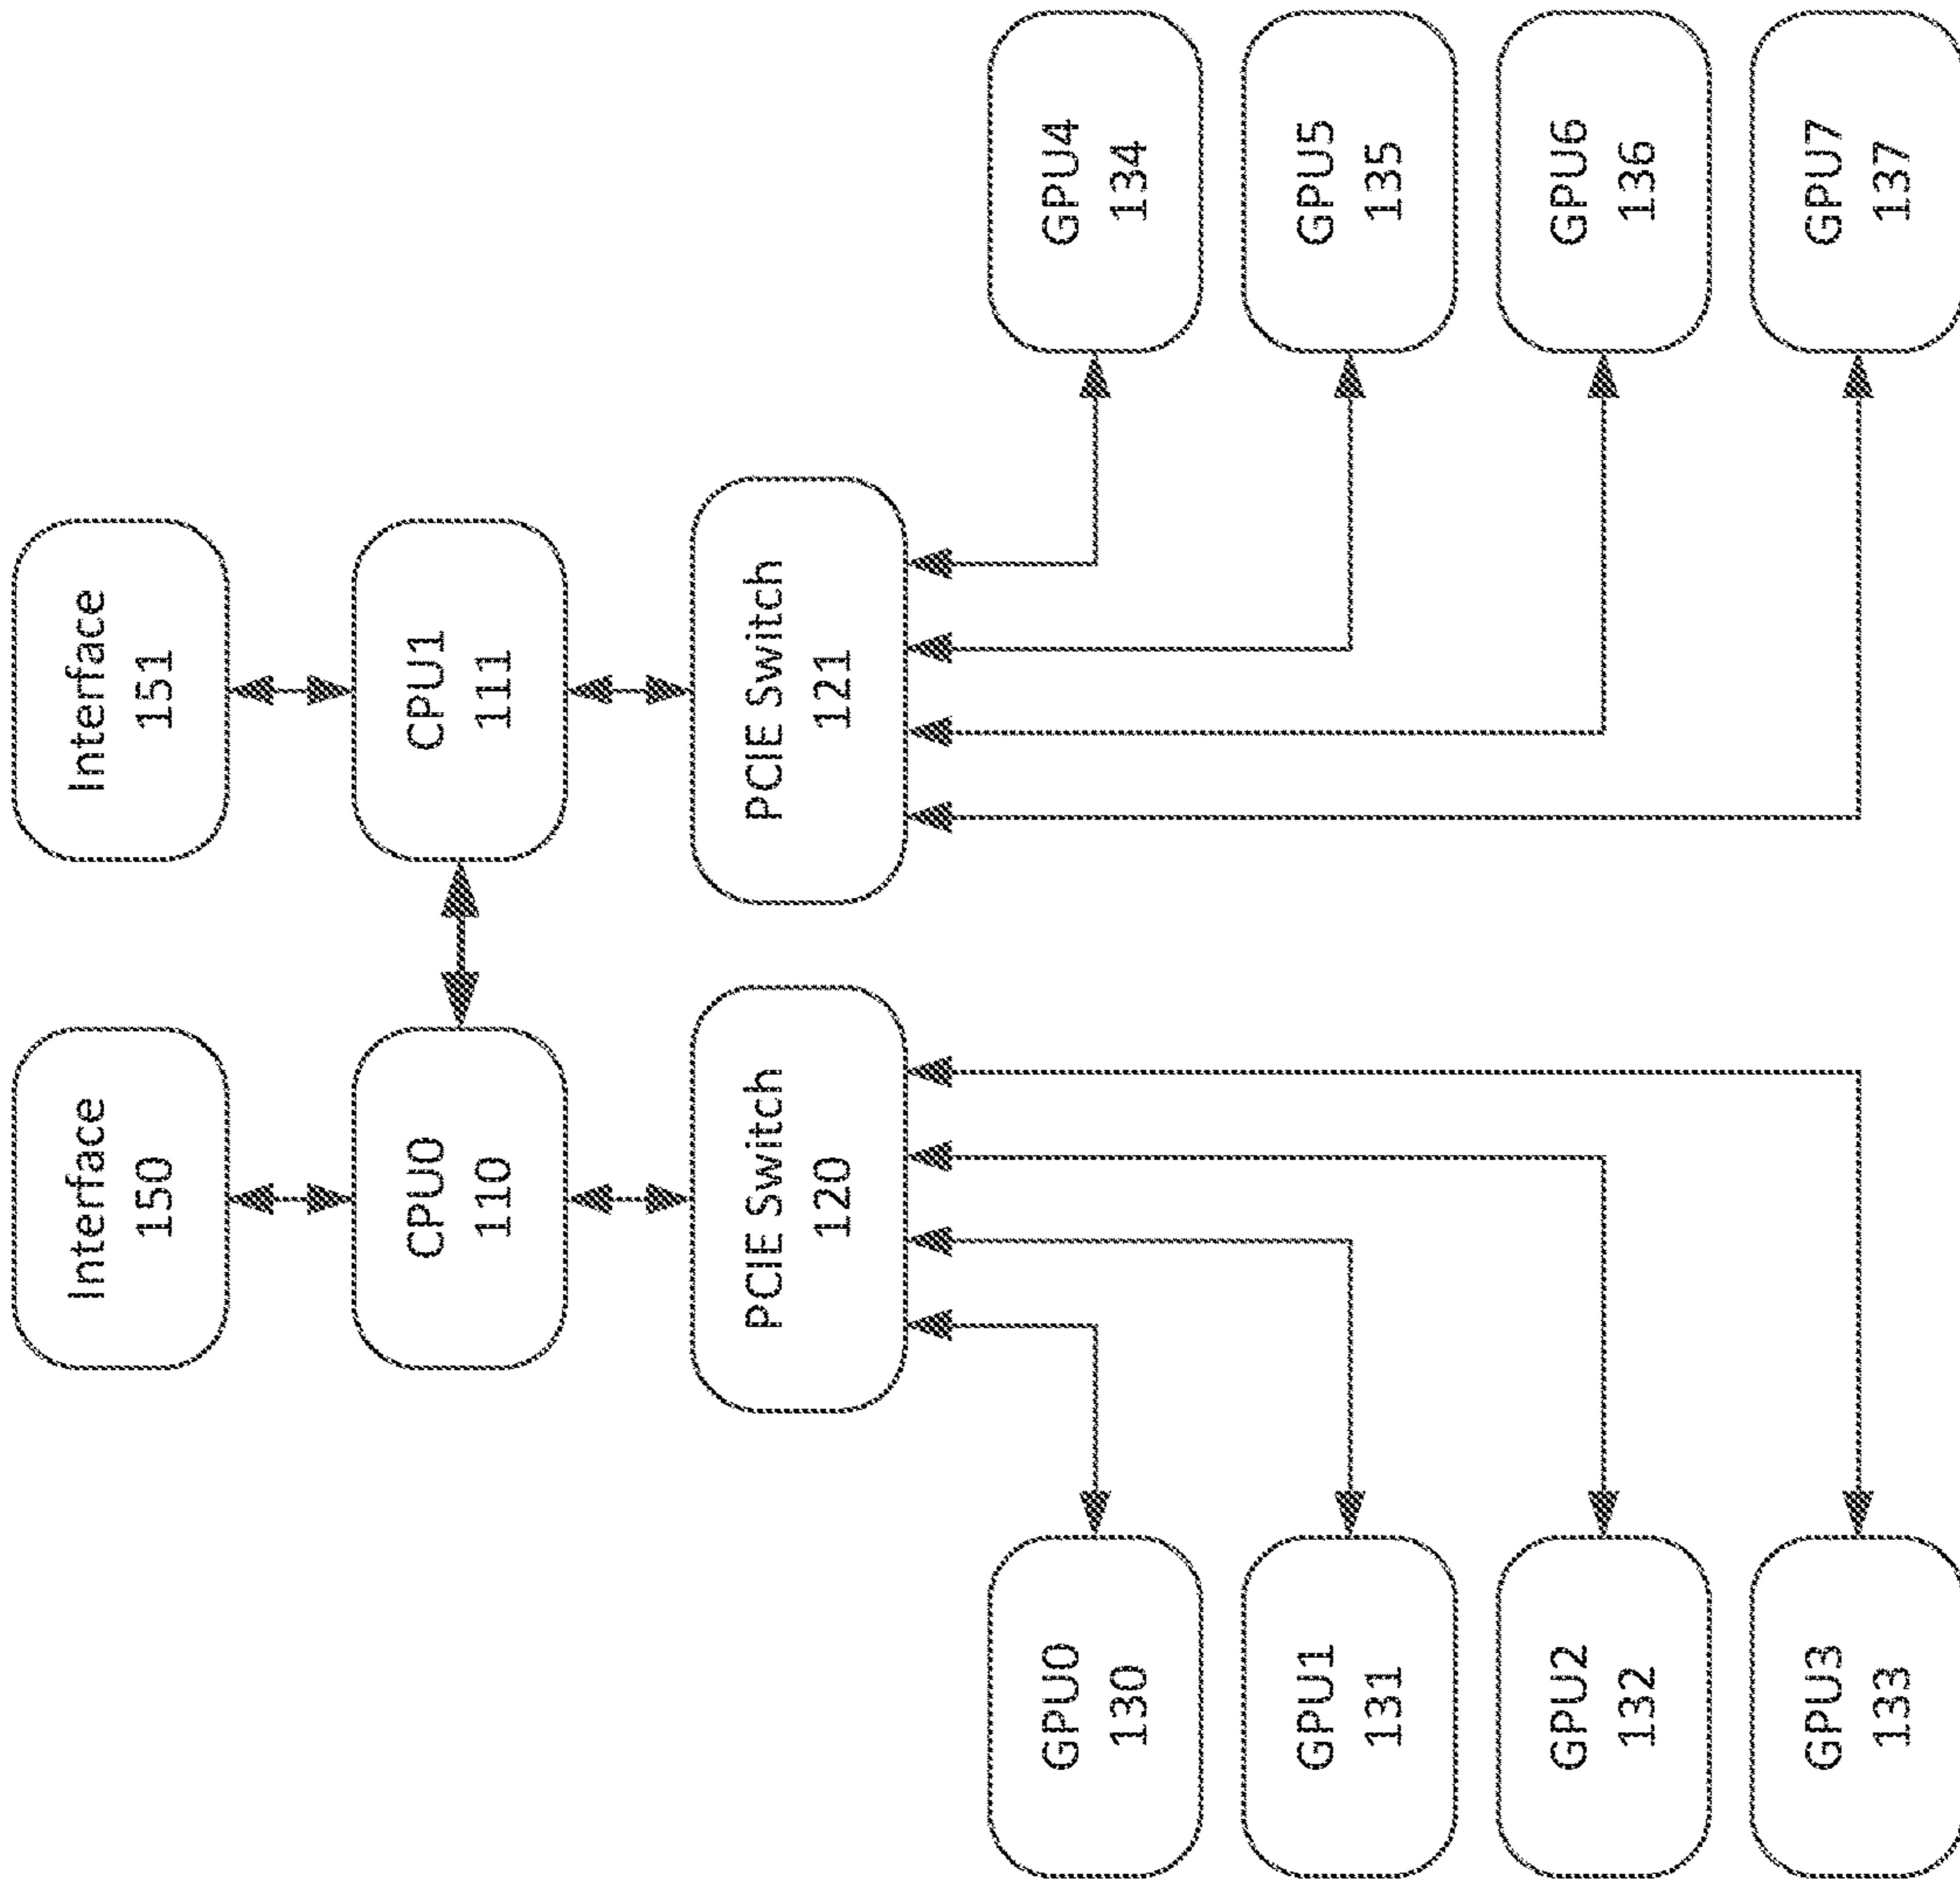 Interface
150
Interface
151
CPU0
110
CPU1
111
PCIE Switch
120
PCIE Switch
121
GPU0
130
GPU4
134
GPU1
131
GPU5
135
GPU2
132
GPU6
136
GPU3
133
GPU7
137